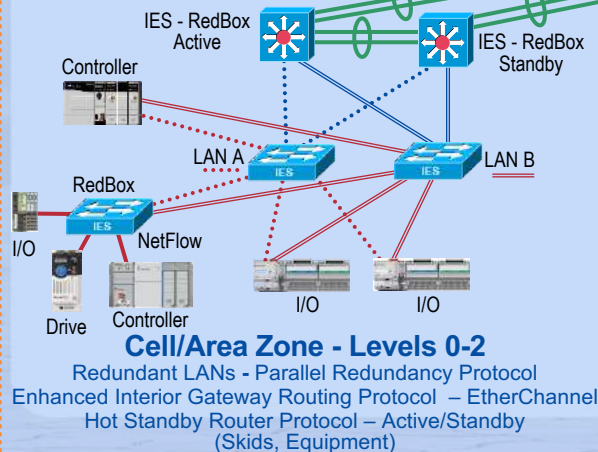 IES - RedBox
Active
IES - RedBox
Standby
Controller
LAN A
IES
IES
LAN B
RedBox
IES
I/O
NetFlow
Drive
Controller
I/O
I/O
Cell/Area Zone - Levels 0-2
Redundant LANs - Parallel Redundancy Protocol
Enhanced Interior Gateway Routing Protocol – EtherChannel
Hot Standby Router Protocol – Active/Standby
(Skids, Equipment)